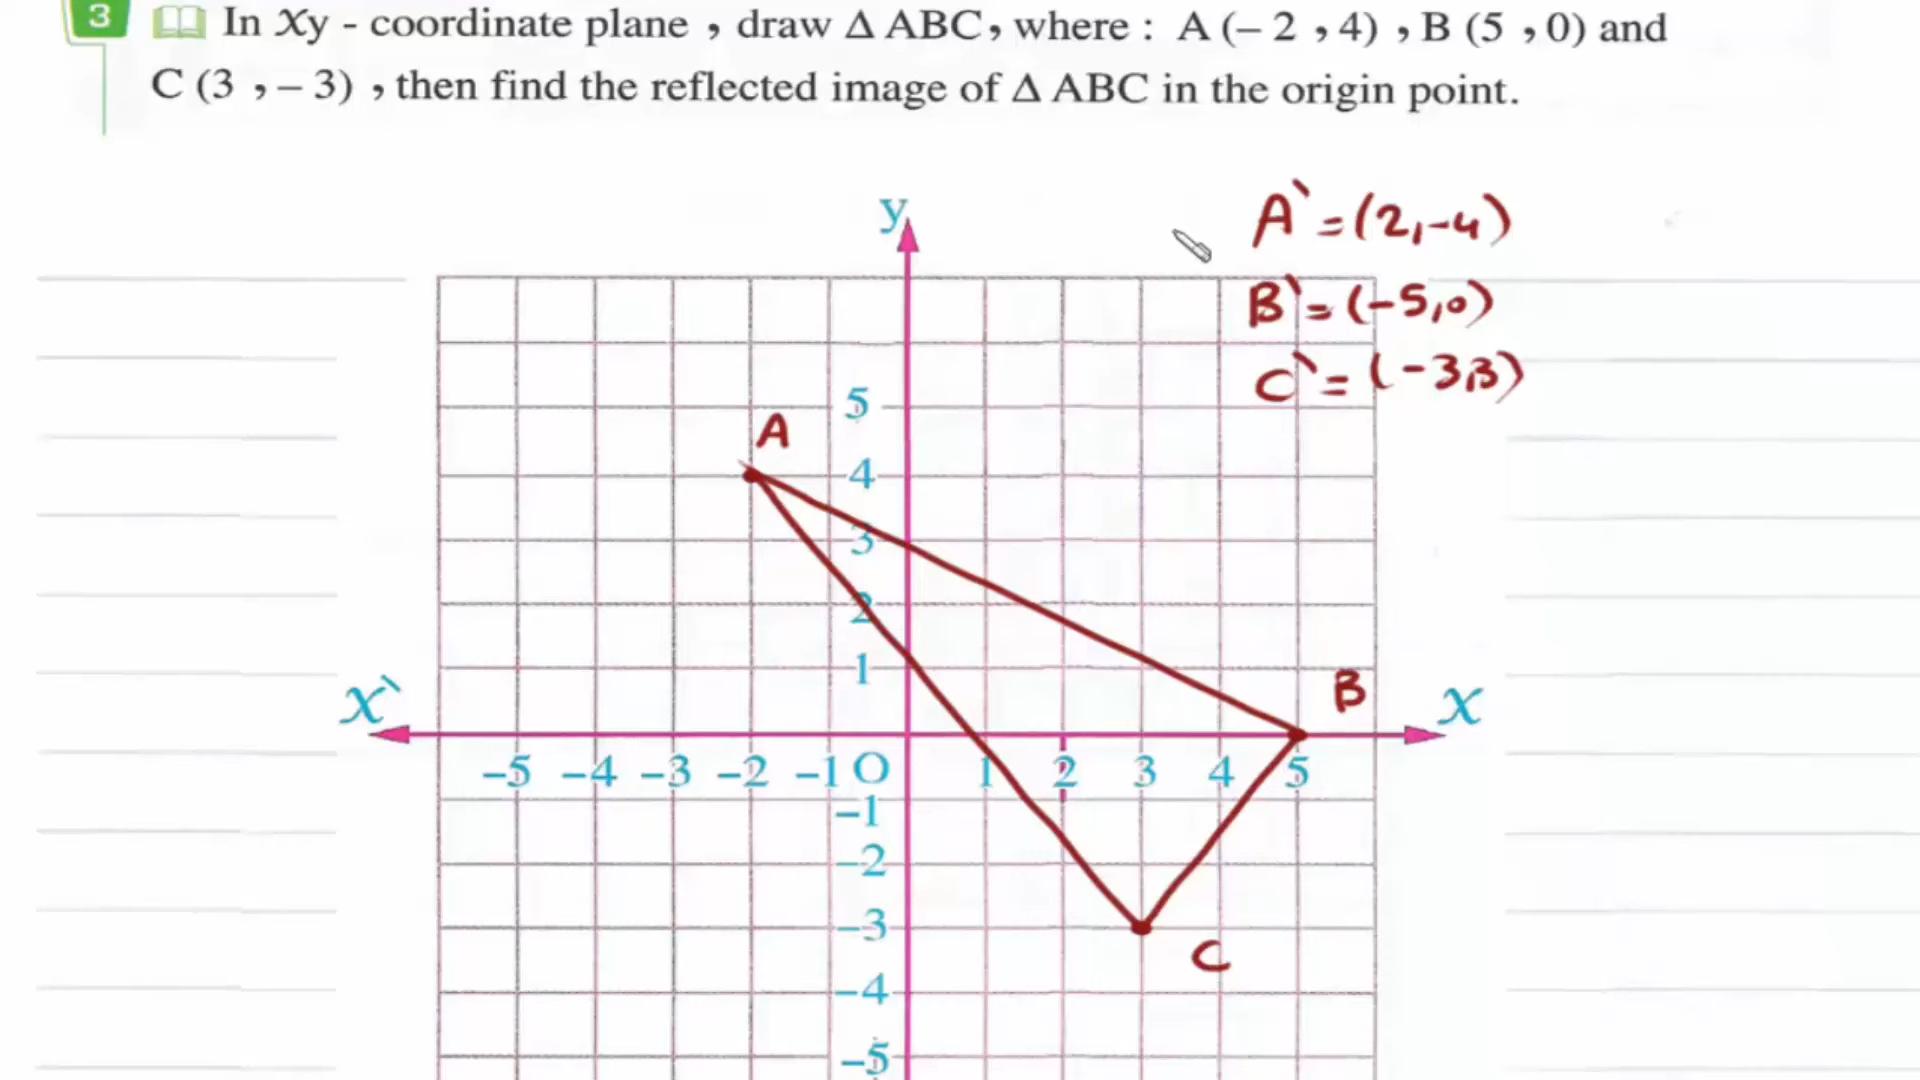 3 In Xy - coordinate plane , draw Δ ABC, where : A (– 2 , 4) , B (5 , 0) and
C (3 , – 3) , then find the reflected image of Δ ABC in the origin point.
y
A` = (2,-4)
B` = (-5,0)
C` = (-3,3)
5
A
4
3
2
1
B
X`
X
–5 –4 –3 –2 –1 O 1 2 3 4 5
–1
–2
–3
C
–4
–5